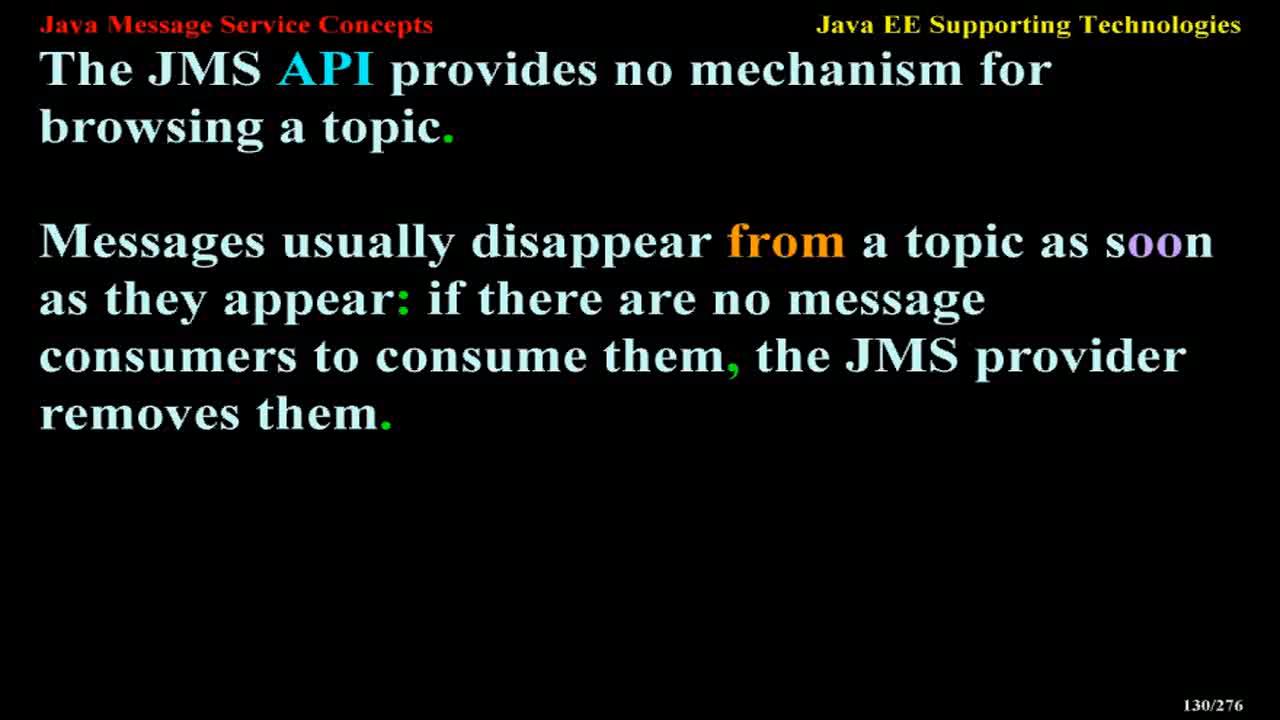 Java Message Service Concepts
Java EE Supporting Technologies
The JMS API provides no mechanism for
browsing a topic.
Messages usually disappear from a topic as soon
as they appear: if there are no message
consumers to consume them, the JMS provider
removes them.
130/276